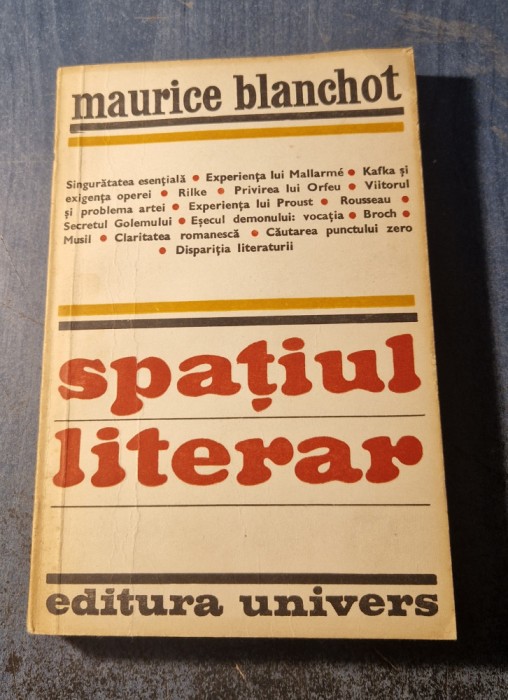 maurice blanchot
Singurătatea esențială • Experiența lui Mallarmé • Kafka și
exigența operei • Rilke • Privirea lui Orfeu • Viitorul
și problema artei • Experiența lui Proust • Rousseau •
Secretul Golemului • Eșecul demonului: vocația • Broch •
Musil • Claritatea romanescă • Căutarea punctului zero
• Dispariția literaturii
spațiul
literar
editura univers